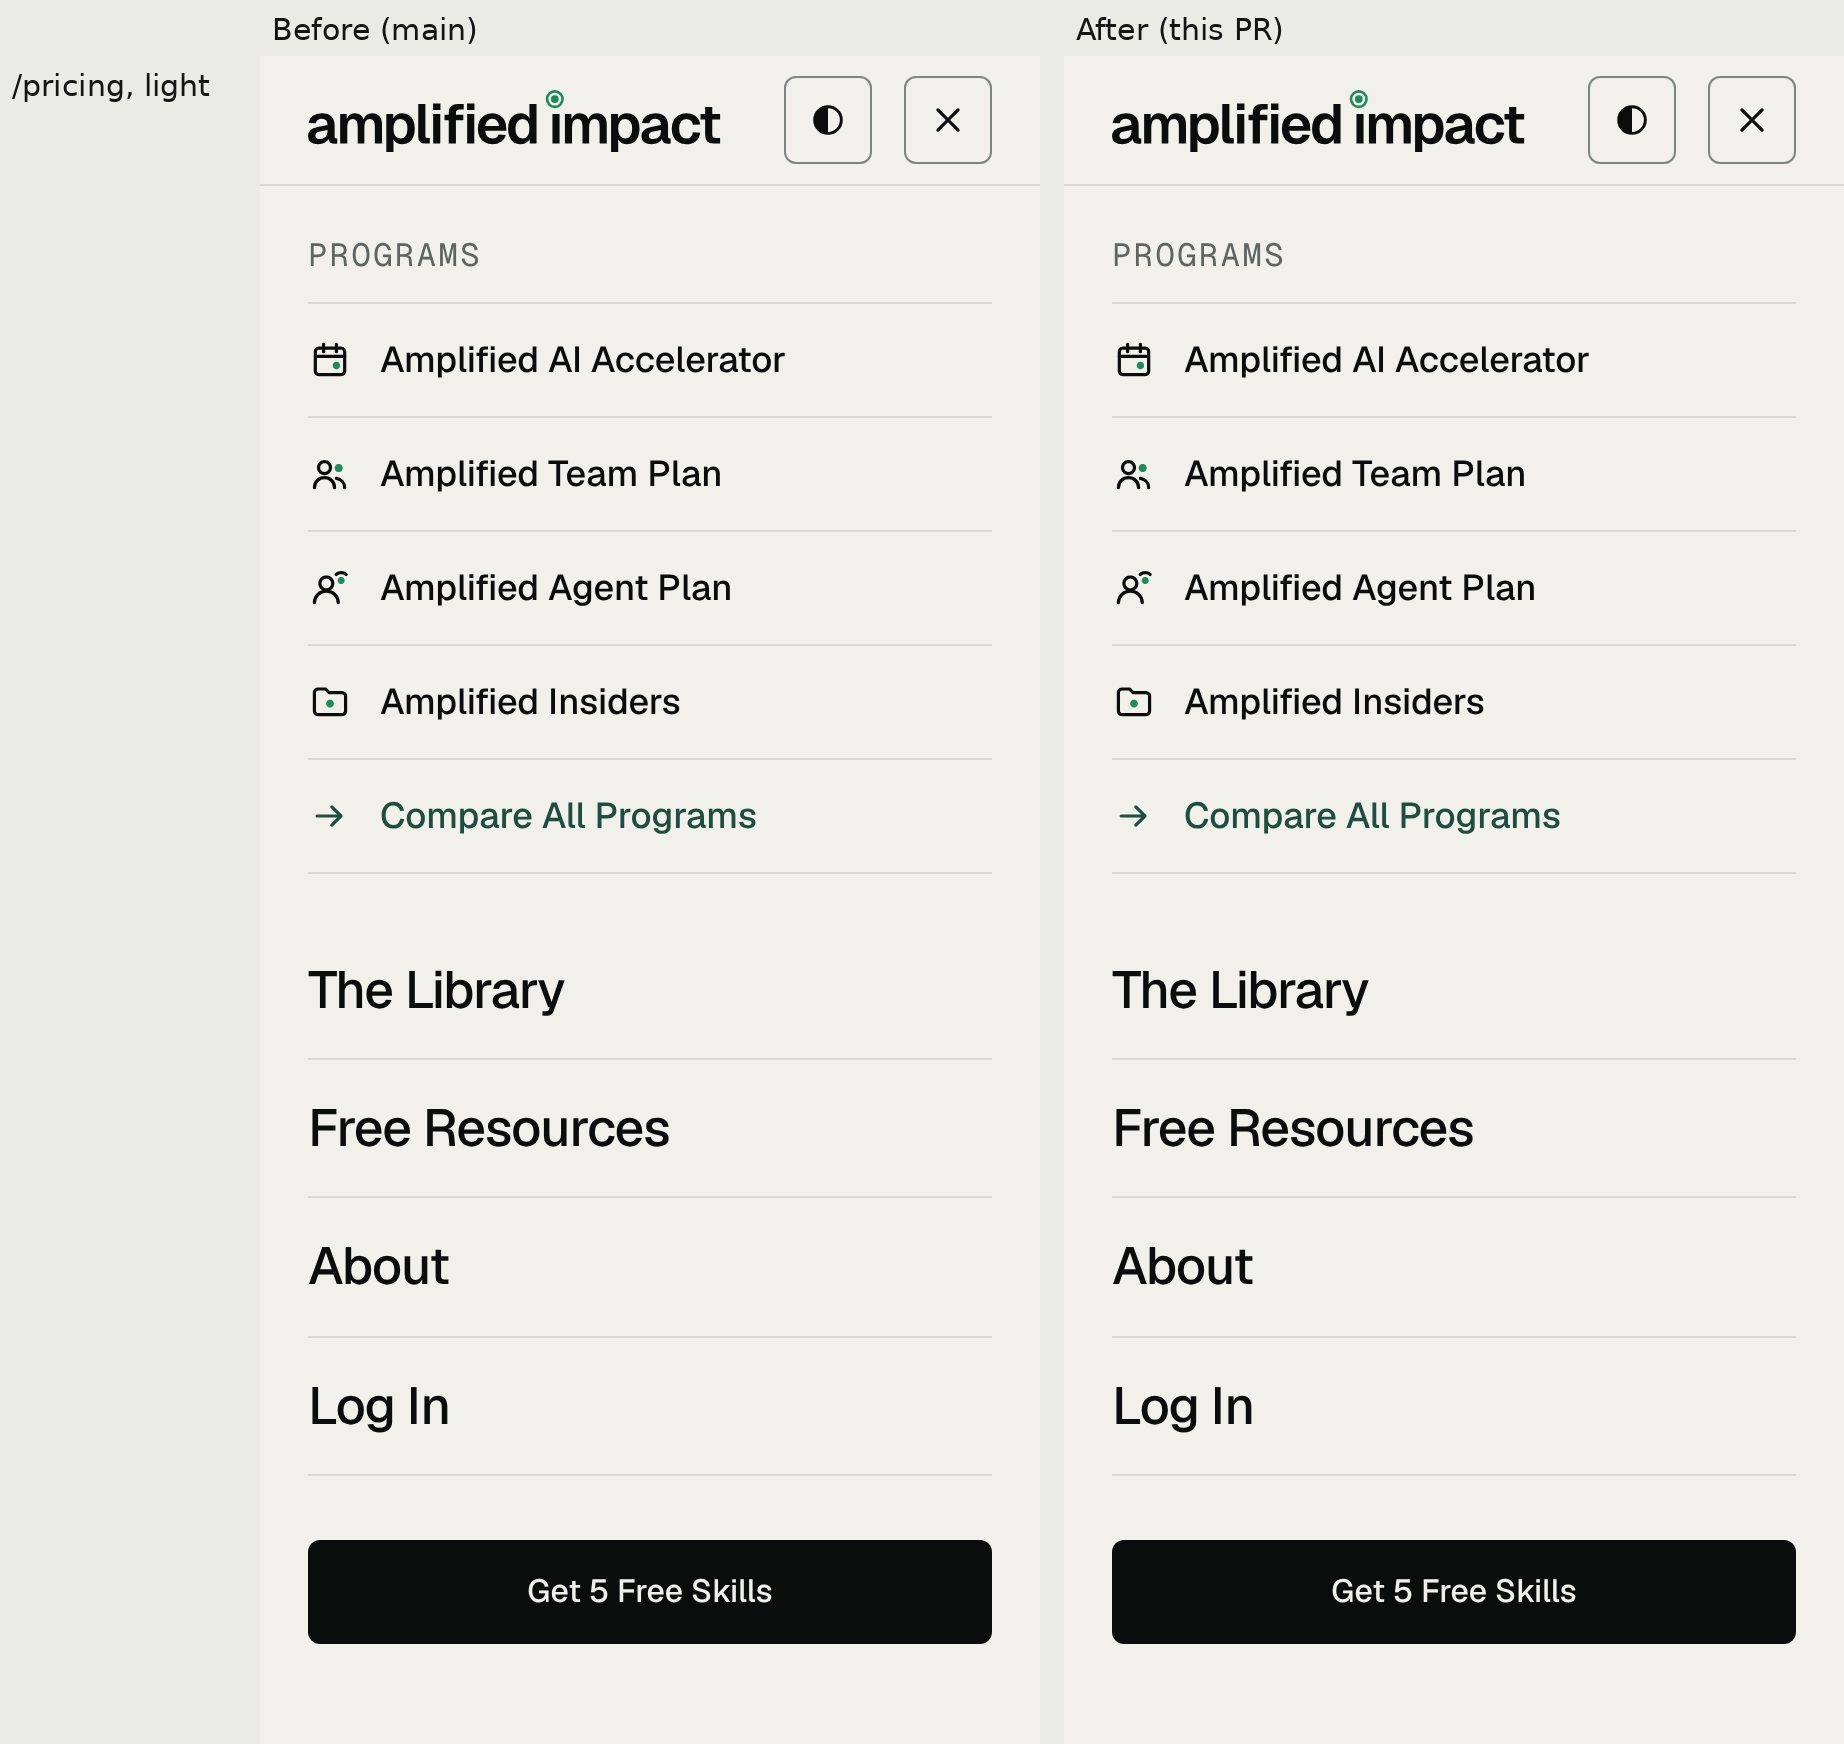 Before (main)
After (this PR)
/pricing, light
amplified impact
PROGRAMS
Amplified AI Accelerator
Amplified Team Plan
Amplified Agent Plan
Amplified Insiders
Compare All Programs
The Library
Free Resources
About
Log In
Get 5 Free Skills
amplified impact
PROGRAMS
Amplified AI Accelerator
Amplified Team Plan
Amplified Agent Plan
Amplified Insiders
Compare All Programs
The Library
Free Resources
About
Log In
Get 5 Free Skills